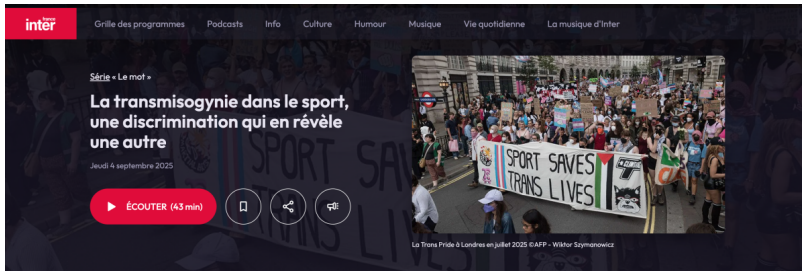 france
inter
Grille des programmes Podcasts Info Culture Humour Musique Vie quotidienne La musique d'Inter
Série « Le mot »
La transmisogynie dans le sport,
une discrimination qui en révèle
une autre
Jeudi 4 septembre 2025
ÉCOUTER (43 min)
SPORT SAVES
TRANS LIVES
La Trans Pride à Londres en juillet 2025 ©AFP - Wiktor Szymanowicz